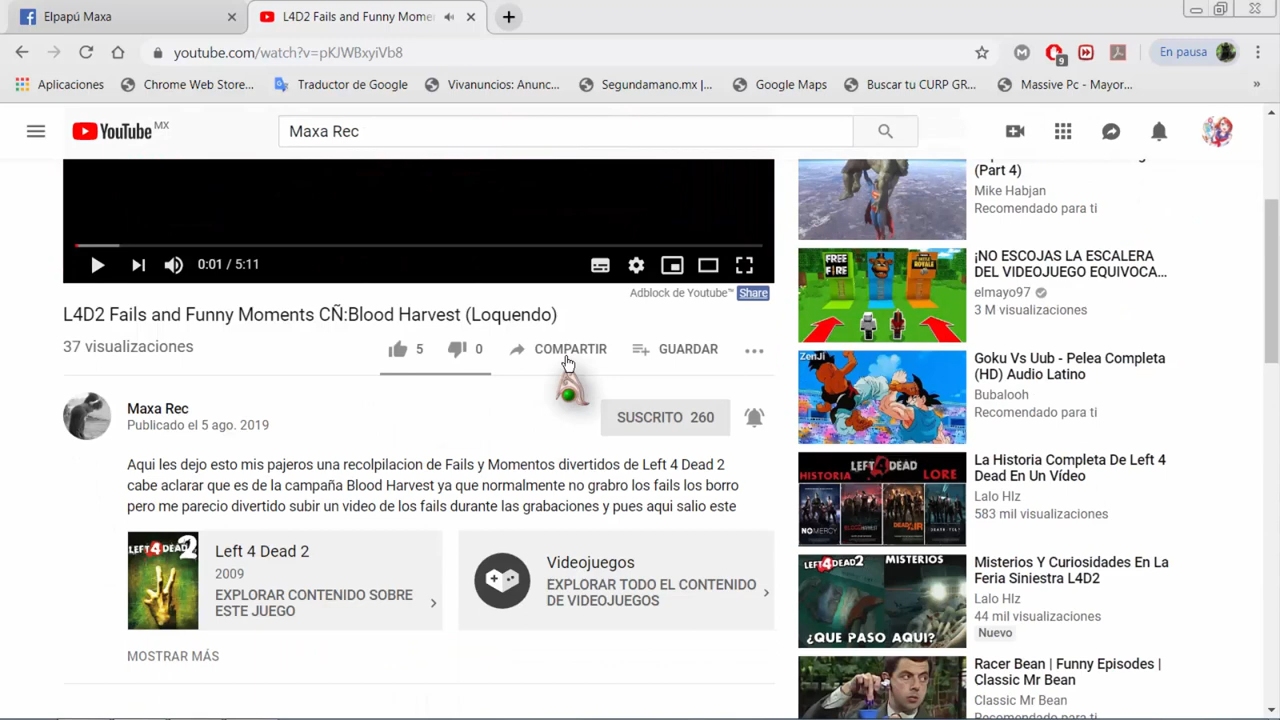 Elpapú Maxa
L4D2 Fails and Funny Momen
youtube.com/watch?v=pKJWBxyiVb8
9
En pausa
Aplicaciones
Chrome Web Store...
Traductor de Google
Vivanuncios: Anunc...
Segundamano.mx |...
Google Maps
Buscar tu CURP GR...
Massive Pc - Mayor...
»
YouTube MX
Maxa Rec
0:01 / 5:11
Adblock de Youtube™ Share
L4D2 Fails and Funny Moments CÑ:Blood Harvest (Loquendo)
37 visualizaciones
5
0
COMPARTIR
GUARDAR
Maxa Rec
Publicado el 5 ago. 2019
SUSCRITO 260
Aqui les dejo esto mis pajeros una recolpilacion de Fails y Momentos divertidos de Left 4 Dead 2
al grabar que fue la campaña Blood Harvest ya que normalmente no grabro los fails los borro
pero me parecio divertido subir un video de los fails durante las grabaciones y pues aqui salio este
LEFT 4 DEAD 2
Left 4 Dead 2
2009
EXPLORAR CONTENIDO SOBRE
ESTE JUEGO
Videojuegos
EXPLORAR TODO EL CONTENIDO
DE VIDEOJUEGOS
MOSTRAR MÁS
(Part 4)
Mike Habjan
Recomendado para ti
FREE FIRE
¡NO ESCOJAS LA ESCALERA
DEL VIDEOJUEGO EQUIVOCA...
elmayo97
3 M visualizaciones
ZenJi
Goku Vs Uub - Pelea Completa
(HD) Audio Latino
Bubalooh
Recomendado para ti
HISTORIA LEFT 4 DEAD LORE
NO MERCY
La Historia Completa De Left 4
Dead En Un Vídeo
Lalo Hlz
583 mil visualizaciones
LEFT 4 DEAD 2 MISTERIOS
¿QUE PASO AQUI?
Misterios Y Curiosidades En La
Feria Siniestra L4D2
Lalo Hlz
44 mil visualizaciones
Nuevo
Racer Bean | Funny Episodes |
Classic Mr Bean
Classic Mr Bean
Recomendado para ti